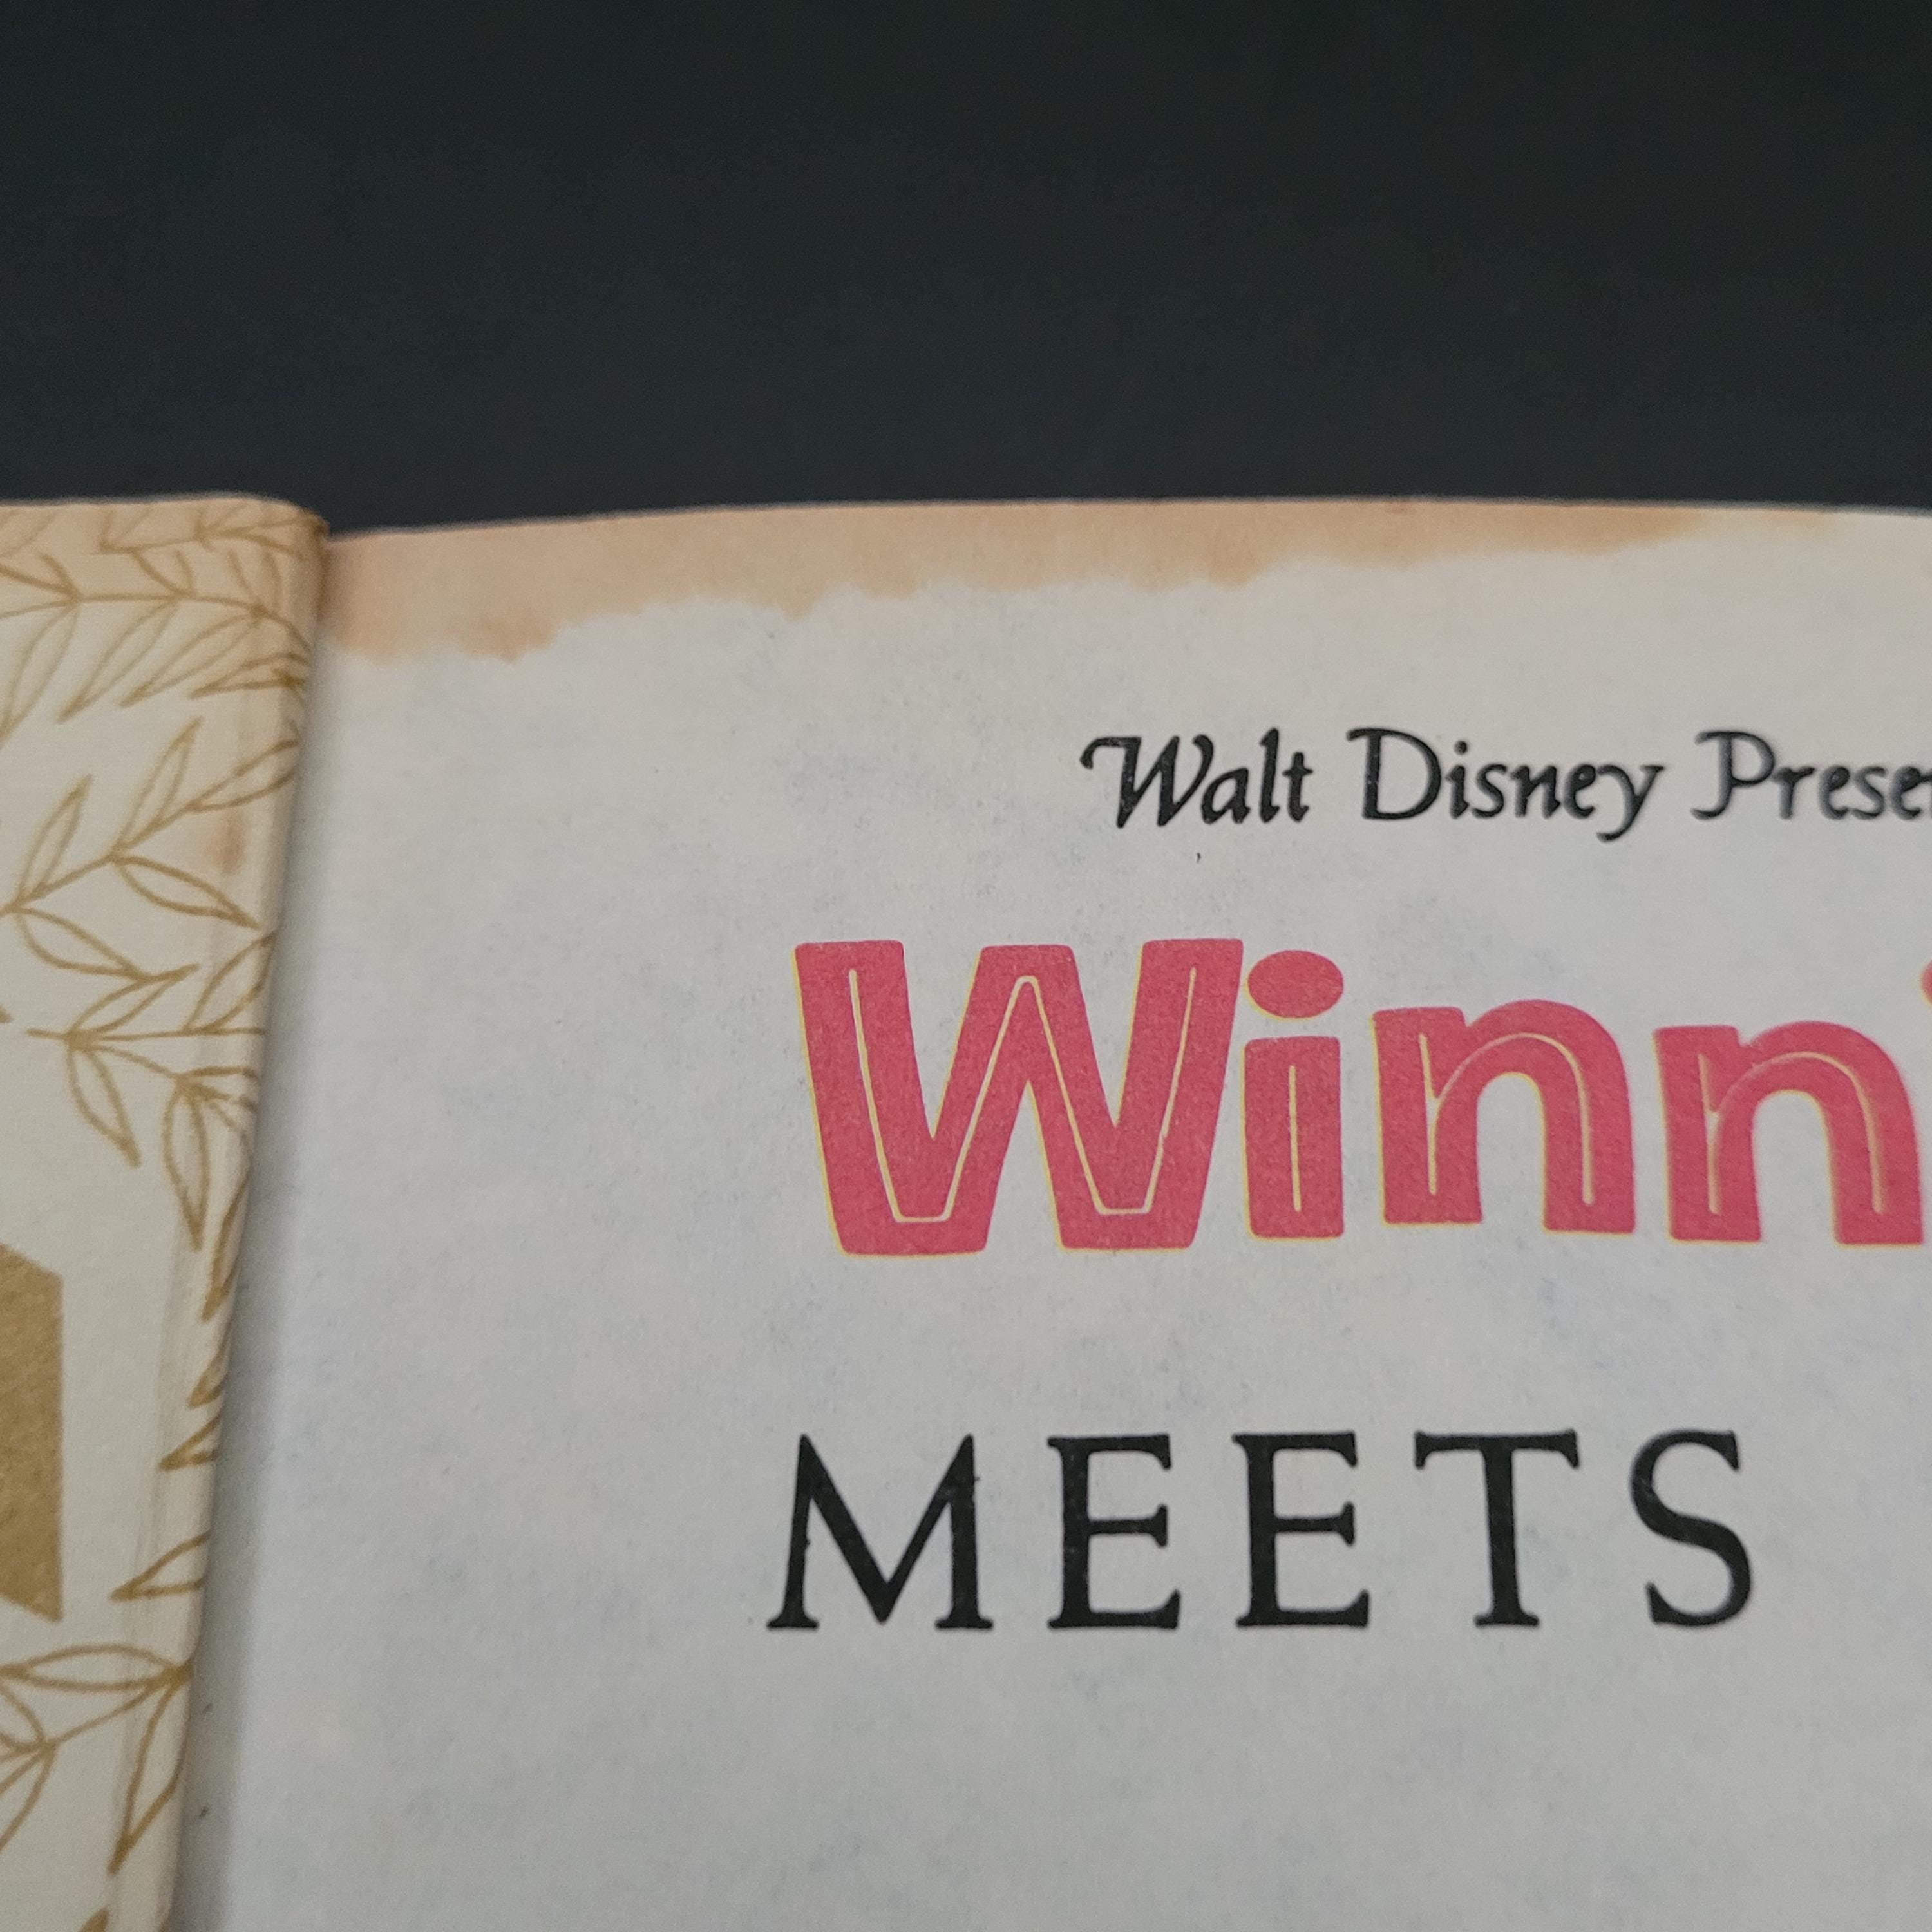 Walt Disney Prese
Winn
MEETS